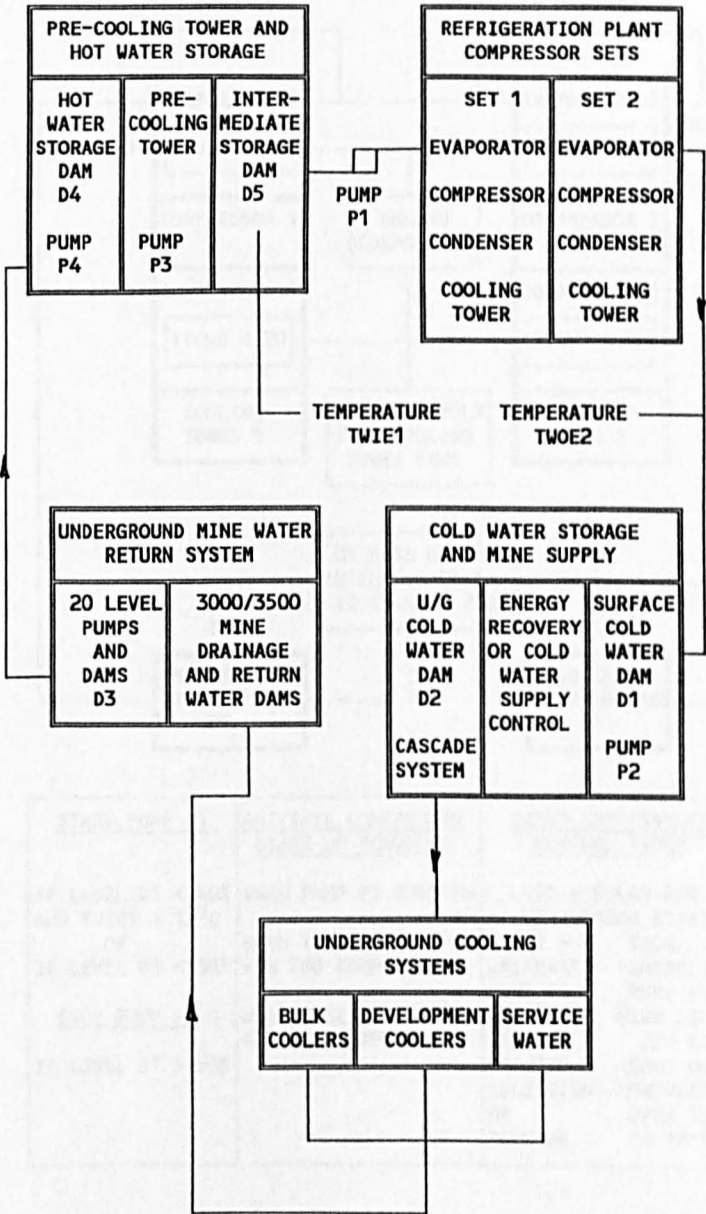 PRE-COOLING TOWER AND
HOT WATER STORAGE
HOT
WATER
STORAGE
DAM
D4
PUMP
P4
PRE-
COOLING
TOWER
PUMP
P3
INTER-
MEDIATE
STORAGE
DAM
D5
PUMP
P1
REFRIGERATION PLANT
COMPRESSOR SETS
SET 1
EVAPORATOR
COMPRESSOR
CONDENSER
COOLING
TOWER
SET 2
EVAPORATOR
COMPRESSOR
CONDENSER
COOLING
TOWER
TEMPERATURE
TWIE1
TEMPERATURE
TWOE2
UNDERGROUND MINE WATER
RETURN SYSTEM
20 LEVEL
PUMPS
AND
DAMS
D3
3000/3500
MINE
DRAINAGE
AND RETURN
WATER DAMS
COLD WATER STORAGE
AND MINE SUPPLY
U/G
COLD
WATER
DAM
D2
CASCADE
SYSTEM
ENERGY
RECOVERY
OR COLD
WATER
SUPPLY
CONTROL
SURFACE
COLD
WATER
DAM
D1
PUMP
P2
UNDERGROUND COOLING
SYSTEMS
BULK
COOLERS
DEVELOPMENT
COOLERS
SERVICE
WATER